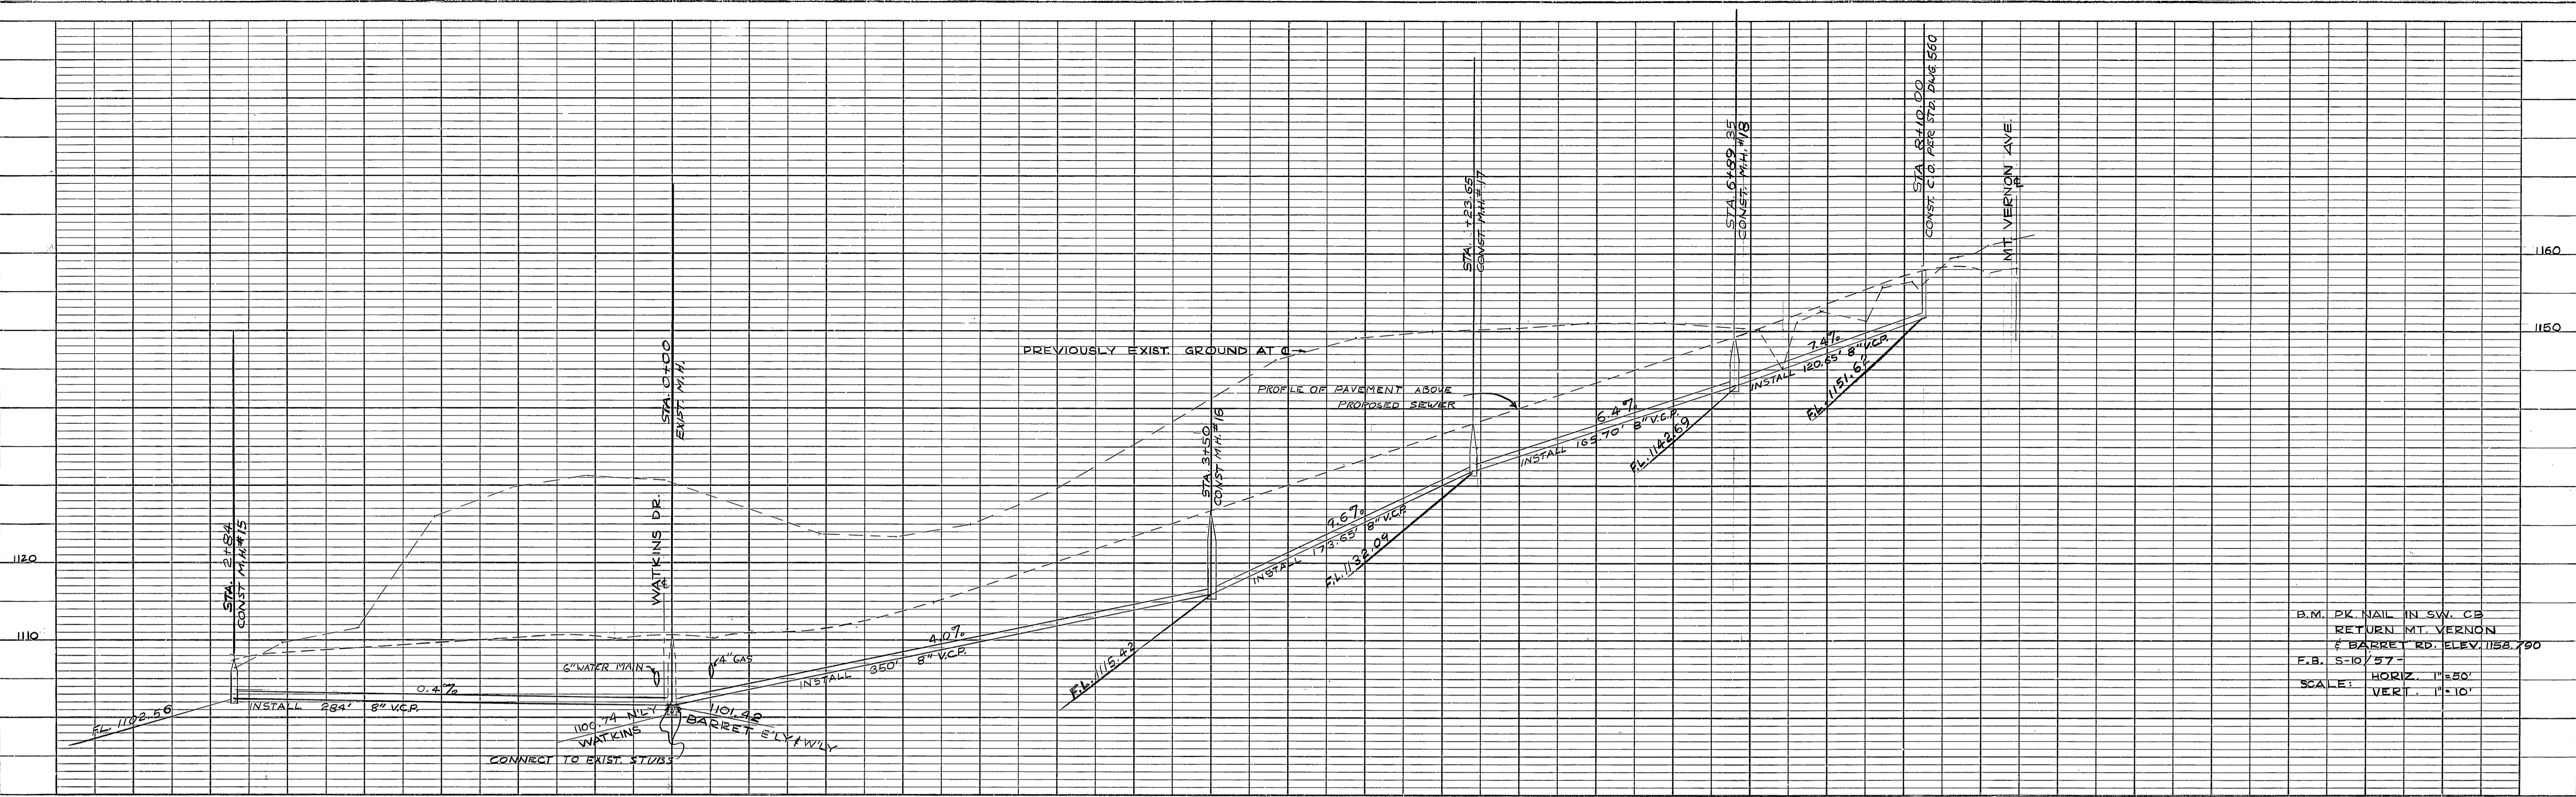 STA. 2+84
CONST M.H. #15
F.L. 1102.56
INSTALL 284' 8" V.C.P.
0.4%
STA. 0+00
EXIST. M.H.
WATKINS DR.
℄
6" WATER MAIN
4" GAS
1100.74 N'LY
WATKINS
1101.42
BARRET E'LY & W'LY
CONNECT TO EXIST. STUBS
4.0%
INSTALL 350' 8" V.C.P.
F.L. 1115.42
STA. 3+50
CONST M.H. #16
PREVIOUSLY EXIST. GROUND AT ℄
PROFILE OF PAVEMENT ABOVE
PROPOSED SEWER
9.6%
INSTALL 173.65' 8" V.C.P.
F.L. 1132.09
STA. +23.65
CONST M.H. #17
6.4%
INSTALL 165.70' 8" V.C.P.
F.L. 1142.69
STA. 6+89.35
CONST. M.H. #18
7.4%
INSTALL 120.65' 8" V.C.P.
F.L. 1151.62
STA. 8+10.00
CONST. C.O. PER STD. DWG. 560
MT. VERNON AVE.
℄
1120
1110
1160
1150
B.M. PK. NAIL IN SW. CB
RETURN MT. VERNON
& BARRET RD. ELEV. 1158.790
F.B. S-10/57-
SCALE: HORIZ. 1"=50'
VERT. 1"=10'